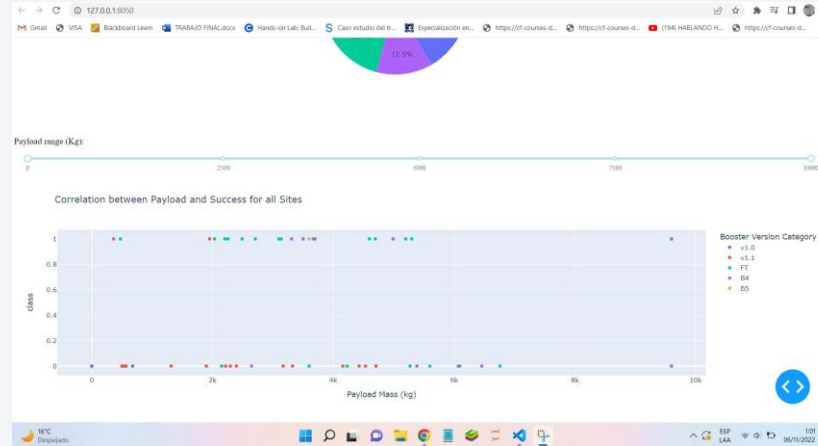 127.0.0.1:8050
Gmail VISA Blackboard Learn TRABAJO FINAL.docx Hands-on Lab: Buil... Caso estudio del tr... Especialización en... https://cf-courses-d... https://cf-courses-d... (194) HABLANDO H... https://cf-courses-d...
12.5%
Payload range (Kg):
0 2500 5000 7500 10000
Correlation between Payload and Success for all Sites
Booster Version Category
v1.0
v1.1
FT
B4
B5
class
1
0.8
0.6
0.4
0.2
0
0 2k 4k 6k 8k 10k
Payload Mass (kg)
16°C
Despejado
ESP
LAA
1:01
06/11/2022